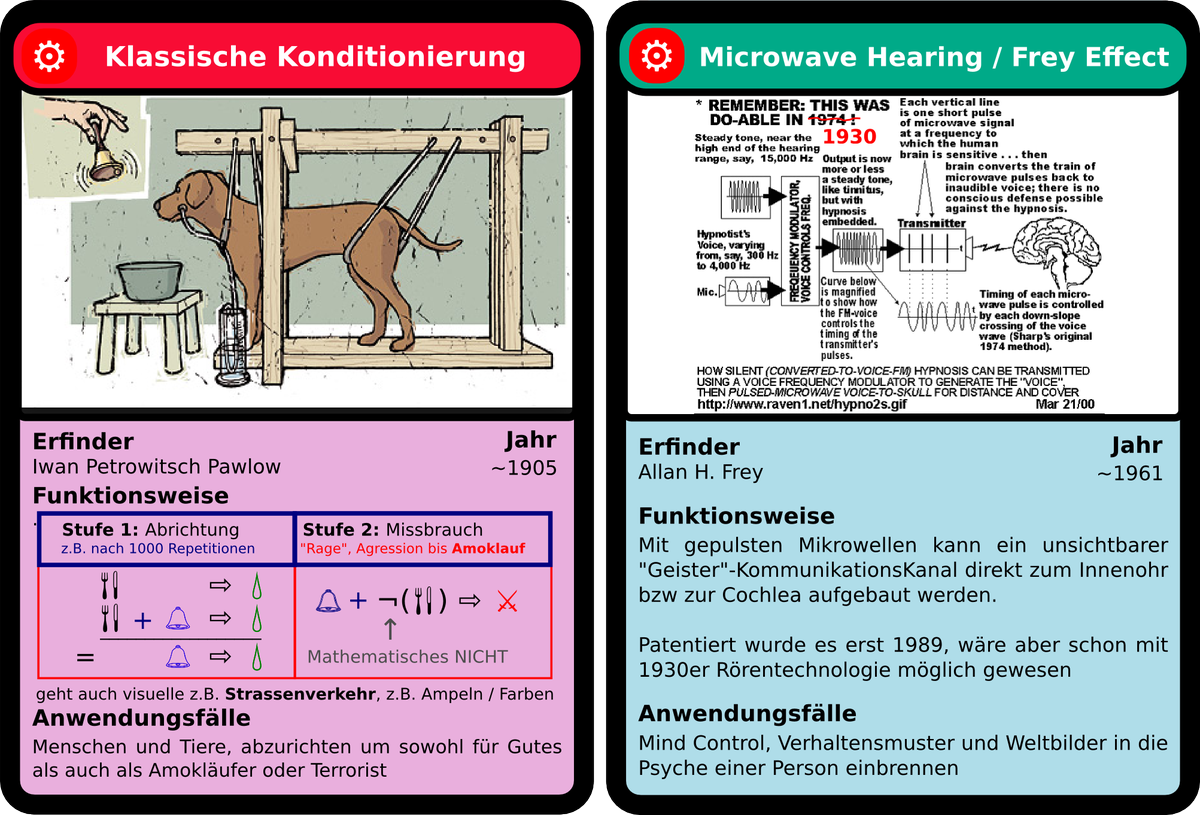 Klassische Konditionierung
Erfinder
Jahr
Iwan Petrowitsch Pawlow
~1905
Funktionsweise
Stufe 1: Abrichtung
z.B. nach 1000 Repetitionen
Stufe 2: Missbrauch
"Rage", Agression bis Amoklauf
⇨
+ ⇨
= ⇨
+ ¬( ) ⇨
↑
Mathematisches NICHT
geht auch visuelle z.B. Strassenverkehr, z.B. Ampeln / Farben
Anwendungsfälle
Menschen und Tiere, abzurichten um sowohl für Gutes
als auch als Amokläufer oder Terrorist
Microwave Hearing / Frey Effect
* REMEMBER: THIS WAS
DO-ABLE IN 1974 !
1930
Steady tone, near the
high end of the hearing
range, say, 15,000 Hz
Each vertical line
is one short pulse
of microwave signal
at a frequency to
which the human
brain is sensitive . . . then
brain converts the train of
microwave pulses back to
inaudible voice; there is no
conscious defense possible
against the hypnosis.
Output is now
more or less
a steady tone,
like tinnitus,
but with
hypnosis
embedded.
FREQEUENCY MODULATOR,
VOICE CONTROLS FREQ.
Transmitter
t
Hypnotist's
Voice, varying
from, say, 300 Hz
to 4,000 Hz
Mic.
Curve below
is magnified
to show how
the FM-voice
controls the
timing of the
transmitter's
pulses.
t
Timing of each micro-
wave pulse is controlled
by each down-slope
crossing of the voice
wave (Sharp's original
1974 method).
HOW SILENT (CONVERTED-TO-VOICE-FM) HYPNOSIS CAN BE TRANSMITTED
USING A VOICE FREQUENCY MODULATOR TO GENERATE THE "VOICE",
THEN PULSED-MICROWAVE VOICE-TO-SKULL FOR DISTANCE AND COVER
http://www.raven1.net/hypno2s.gif
Mar 21/00
Erfinder
Jahr
Allan H. Frey
~1961
Funktionsweise
Mit gepulsten Mikrowellen kann ein unsichtbarer
"Geister"-KommunikationsKanal direkt zum Innenohr
bzw zur Cochlea aufgebaut werden.
Patentiert wurde es erst 1989, wäre aber schon mit
1930er Rörentechnologie möglich gewesen
Anwendungsfälle
Mind Control, Verhaltensmuster und Weltbilder in die
Psyche einer Person einbrennen